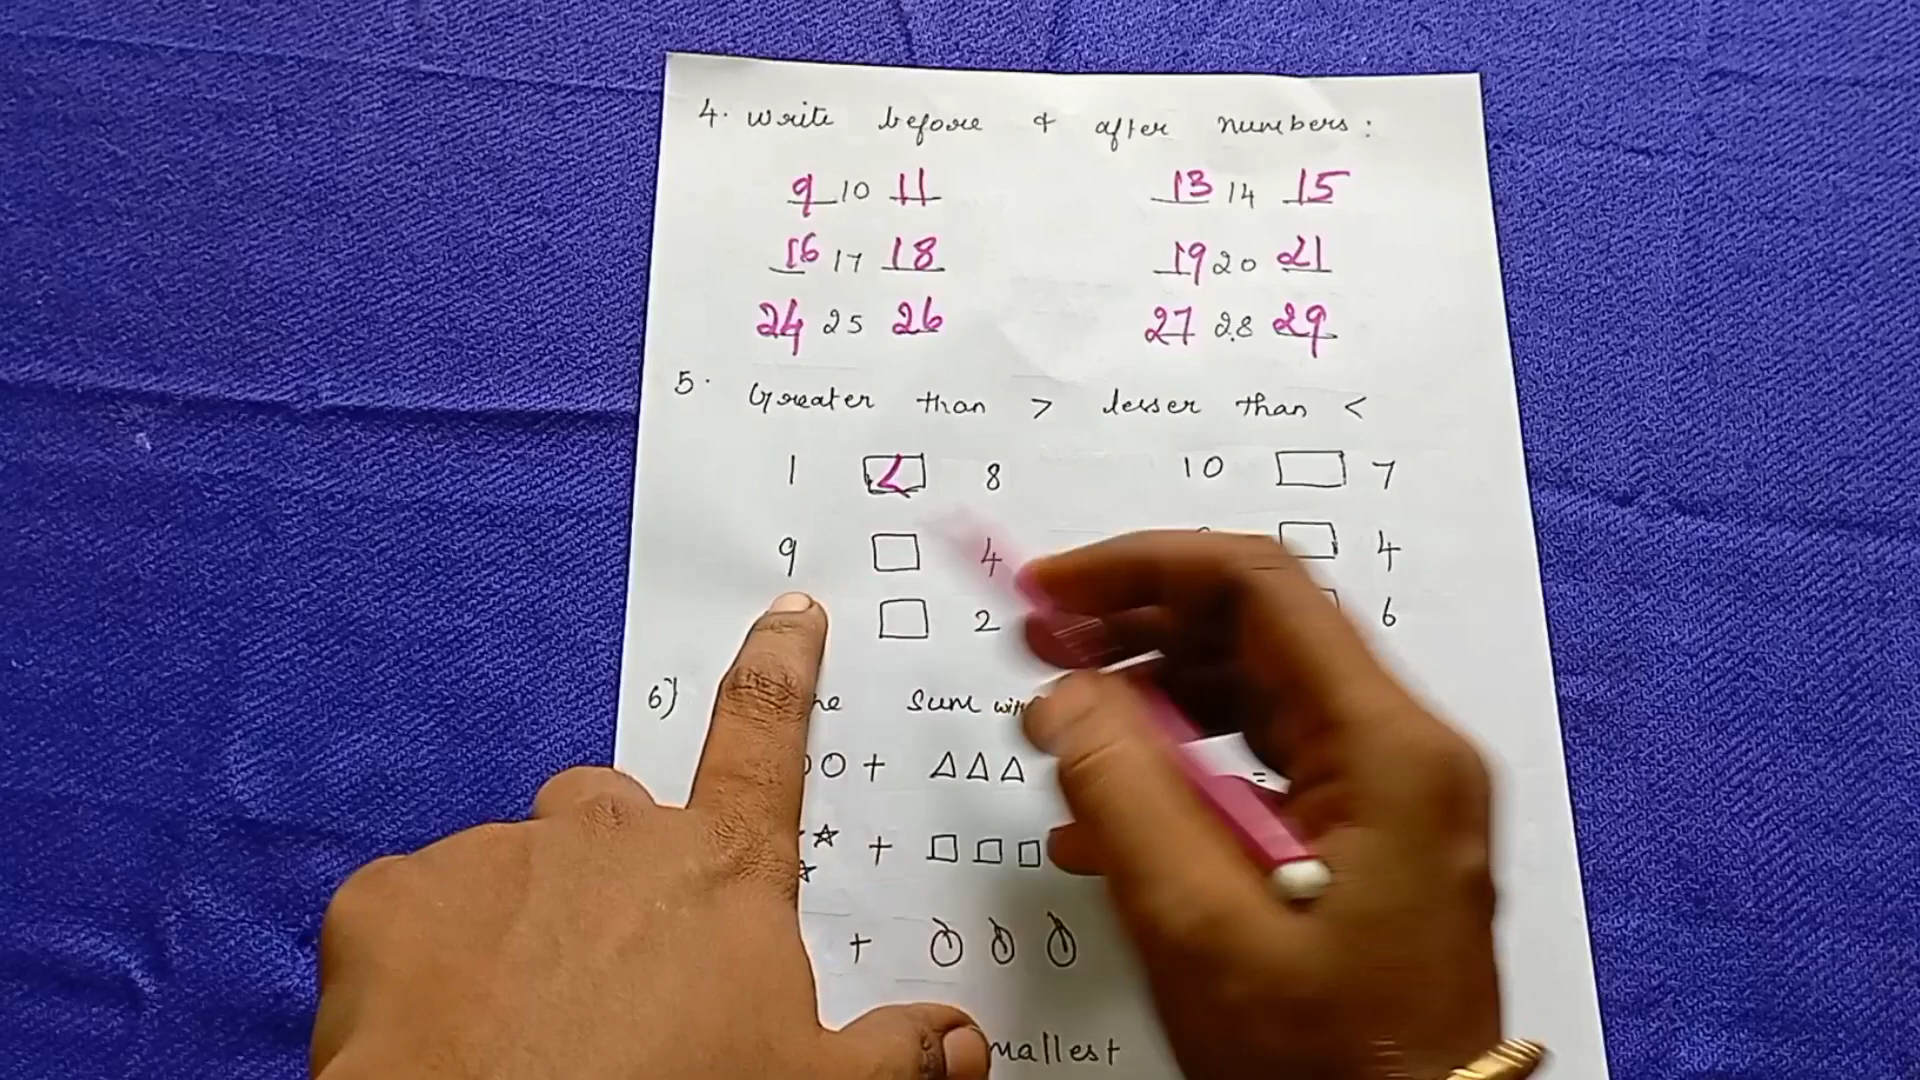 4. Write before & after numbers:
9 10 11 13 14 15
16 17 18 19 20 21
24 25 26 27 28 29
5. Greater than > lesser than <
1 < 8 10 7
9 4 4
2 6
6) sum
+ =
+
+